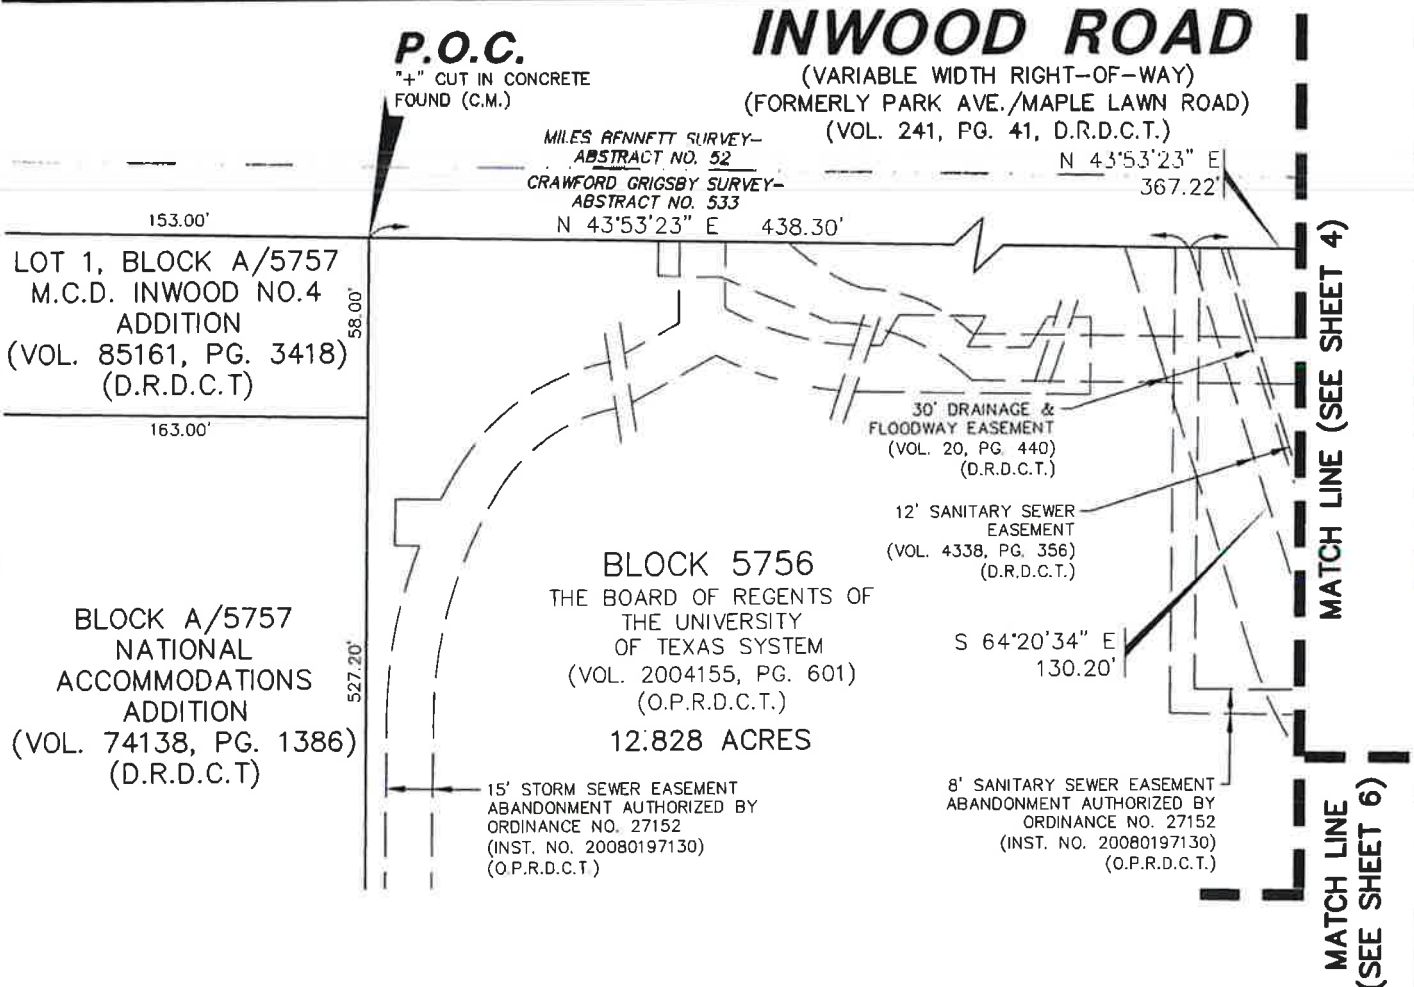 INWOOD ROAD
(VARIABLE WIDTH RIGHT-OF-WAY)
(FORMERLY PARK AVE./MAPLE LAWN ROAD)
(VOL. 241, PG. 41, D.R.D.C.T.)
P.O.C.
"+" CUT IN CONCRETE
FOUND (C.M.)
MILES BENNETT SURVEY-
ABSTRACT NO. 52
CRAWFORD GRIGSBY SURVEY-
ABSTRACT NO. 533
N 43°53'23" E 438.30'
N 43°53'23" E
367.22'
153.00'
LOT 1, BLOCK A/5757
M.C.D. INWOOD NO.4
ADDITION
(VOL. 85161, PG. 3418)
(D.R.D.C.T)
58.00'
163.00'
BLOCK A/5757
NATIONAL
ACCOMMODATIONS
ADDITION
(VOL. 74138, PG. 1386)
(D.R.D.C.T)
527.20'
30' DRAINAGE &
FLOODWAY EASEMENT
(VOL. 20, PG. 440)
(D.R.D.C.T.)
12' SANITARY SEWER
EASEMENT
(VOL. 4338, PG. 356)
(D.R.D.C.T.)
BLOCK 5756
THE BOARD OF REGENTS OF
THE UNIVERSITY
OF TEXAS SYSTEM
(VOL. 2004155, PG. 601)
(O.P.R.D.C.T.)
12.828 ACRES
S 64°20'34" E
130.20'
15' STORM SEWER EASEMENT
ABANDONMENT AUTHORIZED BY
ORDINANCE NO. 27152
(INST. NO. 20080197130)
(O.P.R.D.C.T.)
8' SANITARY SEWER EASEMENT
ABANDONMENT AUTHORIZED BY
ORDINANCE NO. 27152
(INST. NO. 20080197130)
(O.P.R.D.C.T.)
MATCH LINE (SEE SHEET 4)
MATCH LINE
(SEE SHEET 6)